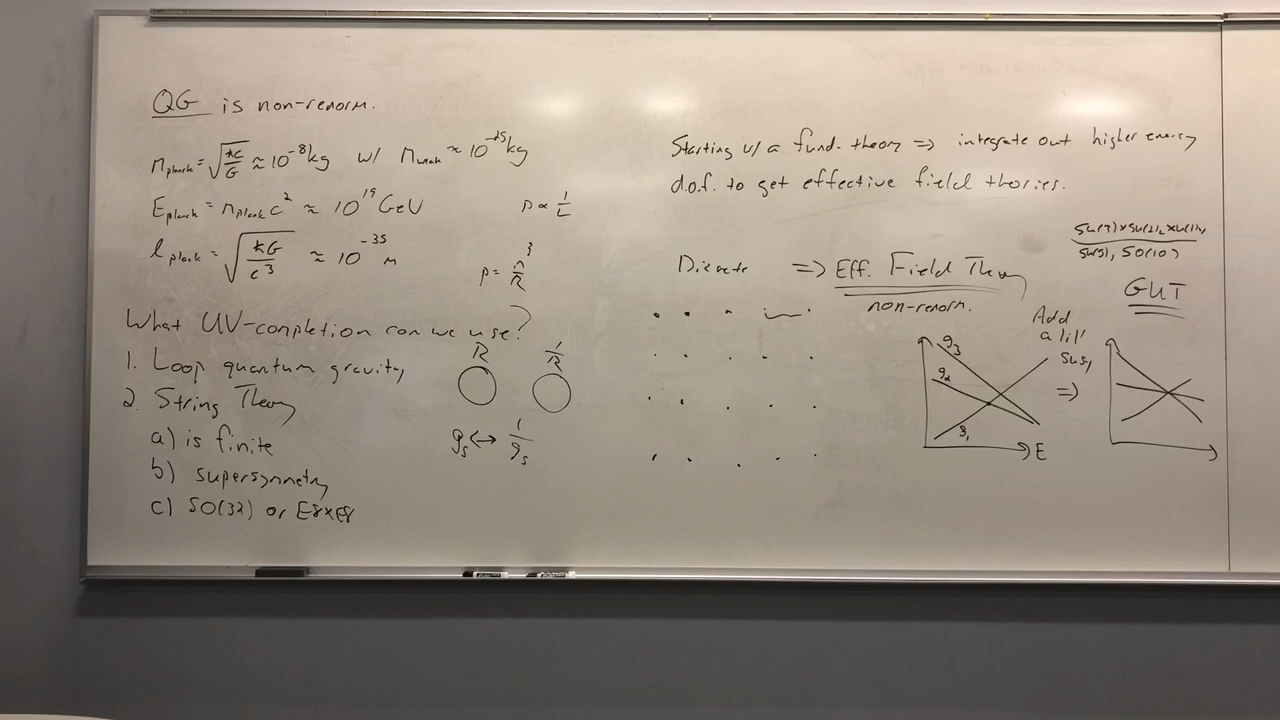 QG is non-renorm.
m_planck = √(ħc/G) ≈ 10^-8 kg w/ m_weak ≈ 10^-25 kg
E_planck = m_planck c² ≈ 10^19 GeV
p ∝ 1/L
l_planck = √(ħG/c³) ≈ 10^-35 m
p = n/R
What UV-completion can we use?
1. Loop quantum gravity
2. String Theory
a) is finite
b) supersymmetry
c) SO(32) or E8xE8
R 1/R
g_s ↔ 1/g_s
Starting w/ a fund. theory ⇒ integrate out higher energy
d.o.f. to get effective field theories.
Discrete ⇒ Eff. Field Theory
non-renorm.
SU(3)×SU(2)_L×U(1)_Y
SU(5), SO(10)
GUT
Add
a lil'
susy
⇒
g_3
g_2
g_1
E